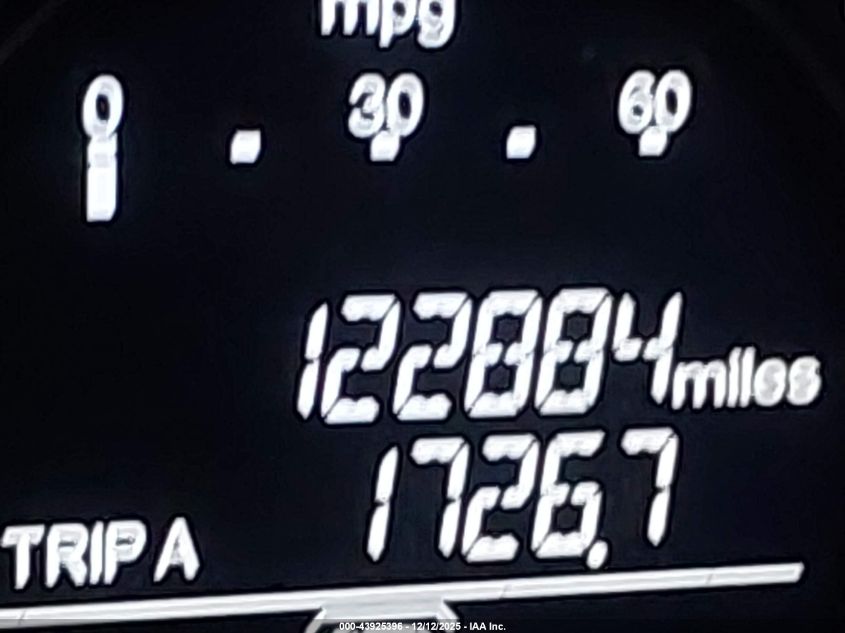 mpg
0 30 60
122884 miles
1726.7
TRIP A
000-43925396 - 12/12/2025 - IAA Inc.